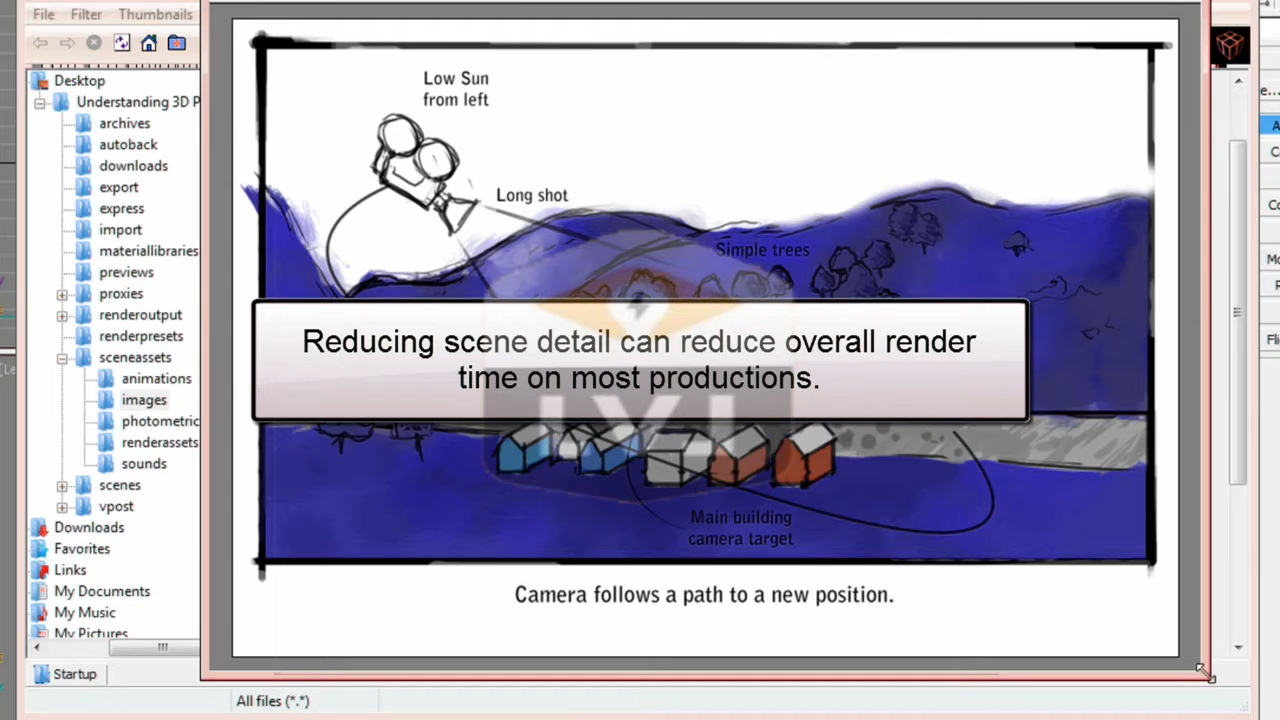 File Filter Thumbnails
Desktop
Understanding 3D P
archives
autoback
downloads
export
express
import
materiallibraries
previews
proxies
renderoutput
renderpresets
sceneassets
animations
images
photometric
renderassets
sounds
scenes
vpost
Downloads
Favorites
Links
My Documents
My Music
My Pictures
Startup
All files (*.*)
Low Sun
from left
Long shot
Simple trees
Reducing scene detail can reduce overall render
time on most productions.
Main building
camera target
Camera follows a path to a new position.